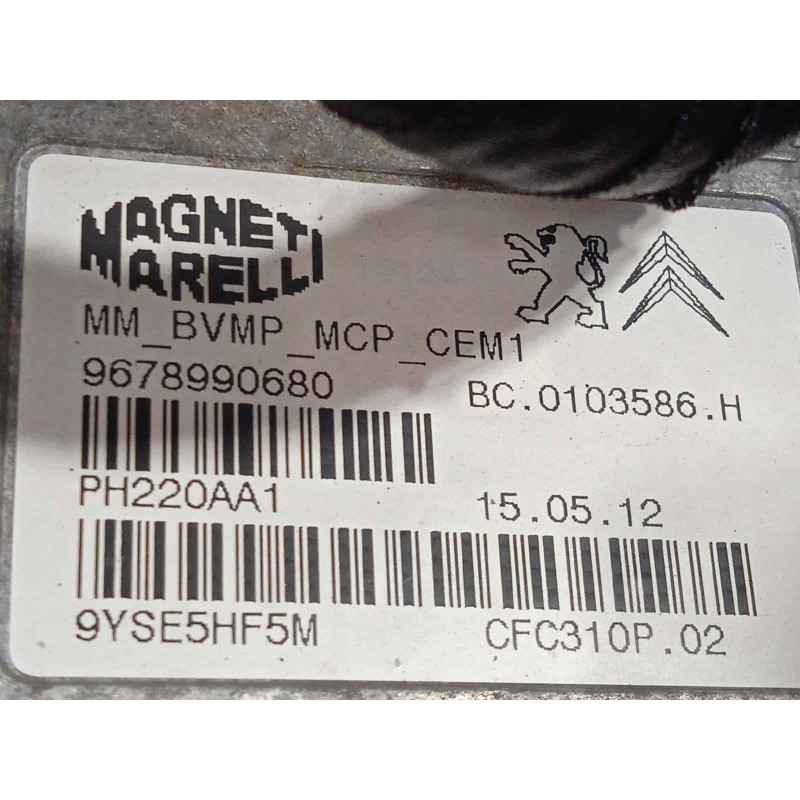 MAGNETI
MARELLI
MM_BVMP_MCP_CEM1
9678990680
BC.0103586.H
PH220AA1
15.05.12
9YSE5HF5M
CFC310P.02